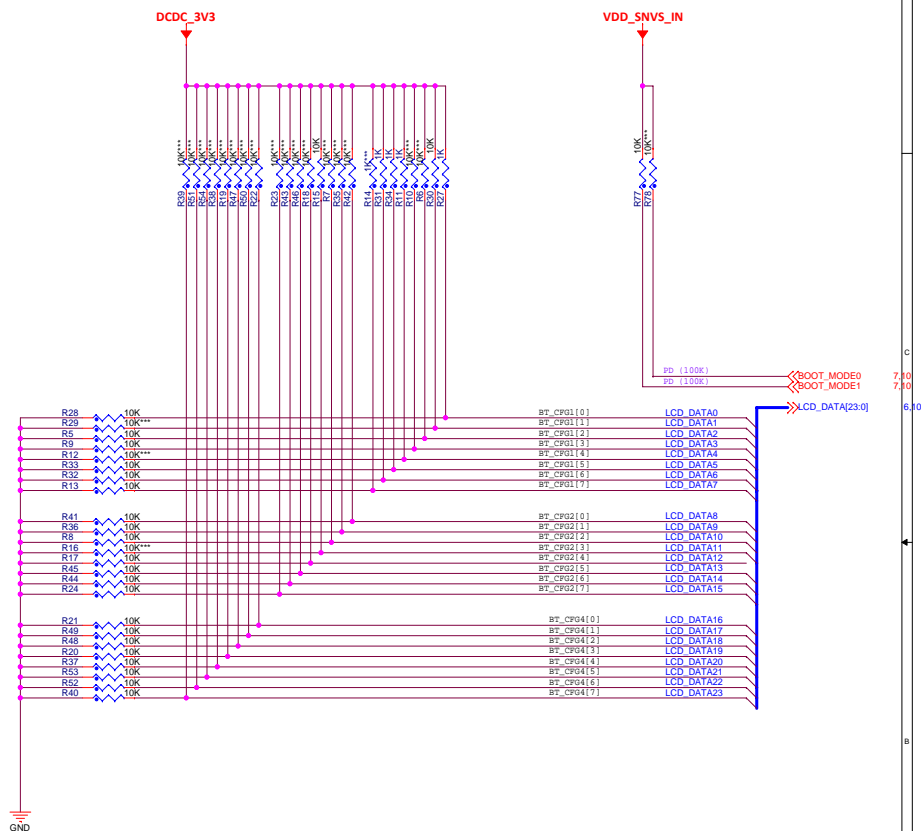 DCDC_3V3
VDD_SNVS_IN
10K***
10K***
10K***
10K***
10K***
10K***
10K***
10K***
10K***
10K***
10K***
10K***
10K
10K***
10K***
10K***
1K***
1K
1K
1K
10K***
10K***
10K
1K
10K
10K***
R39
R51
R54
R38
R19
R47
R50
R22
R23
R43
R46
R18
R15
R7
R35
R42
R14
R31
R34
R11
R10
R6
R30
R27
R77
R78
C
PD (100K) BOOT_MODE0 7,10
PD (100K) BOOT_MODE1 7,10
LCD_DATA[23:0] 6,10
R28 10K BT_CFG1[0] LCD_DATA0
R29 10K*** BT_CFG1[1] LCD_DATA1
R5 10K BT_CFG1[2] LCD_DATA2
R9 10K BT_CFG1[3] LCD_DATA3
R12 10K*** BT_CFG1[4] LCD_DATA4
R33 10K BT_CFG1[5] LCD_DATA5
R32 10K BT_CFG1[6] LCD_DATA6
R13 10K BT_CFG1[7] LCD_DATA7
R41 10K BT_CFG2[0] LCD_DATA8
R36 10K BT_CFG2[1] LCD_DATA9
R8 10K BT_CFG2[2] LCD_DATA10
R16 10K*** BT_CFG2[3] LCD_DATA11
R17 10K BT_CFG2[4] LCD_DATA12
R45 10K BT_CFG2[5] LCD_DATA13
R44 10K BT_CFG2[6] LCD_DATA14
R24 10K BT_CFG2[7] LCD_DATA15
R21 10K BT_CFG4[0] LCD_DATA16
R49 10K BT_CFG4[1] LCD_DATA17
R48 10K BT_CFG4[2] LCD_DATA18
R20 10K BT_CFG4[3] LCD_DATA19
R37 10K BT_CFG4[4] LCD_DATA20
R53 10K BT_CFG4[5] LCD_DATA21
R52 10K BT_CFG4[6] LCD_DATA22
R40 10K BT_CFG4[7] LCD_DATA23
B
GND